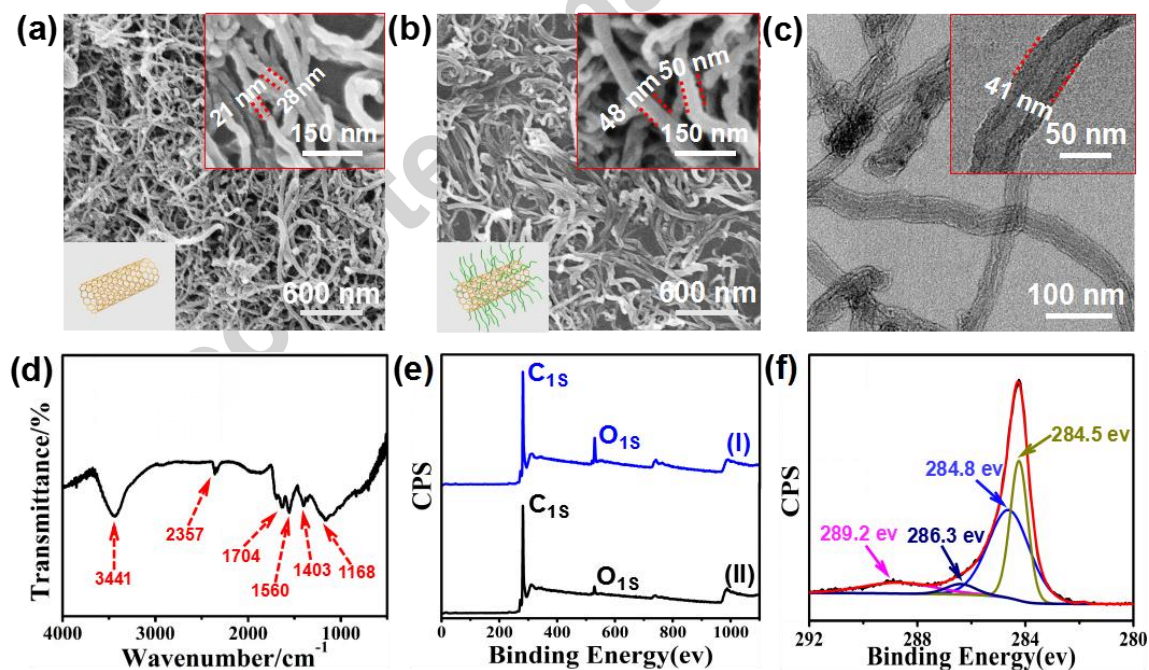 (a)
21 nm
28 nm
150 nm
600 nm
(b)
48 nm
50 nm
150 nm
600 nm
(c)
41 nm
50 nm
100 nm
(d)
Transmittance/%
3441
2357
1704
1560
1403
1168
4000 3000 2000 1000
Wavenumber/cm-1
(e)
CPS
C1S
O1S
(I)
C1S
O1S
(II)
0 200 400 600 800 1000
Binding Energy(ev)
(f)
CPS
284.5 ev
284.8 ev
286.3 ev
289.2 ev
292 288 284 280
Binding Energy(ev)